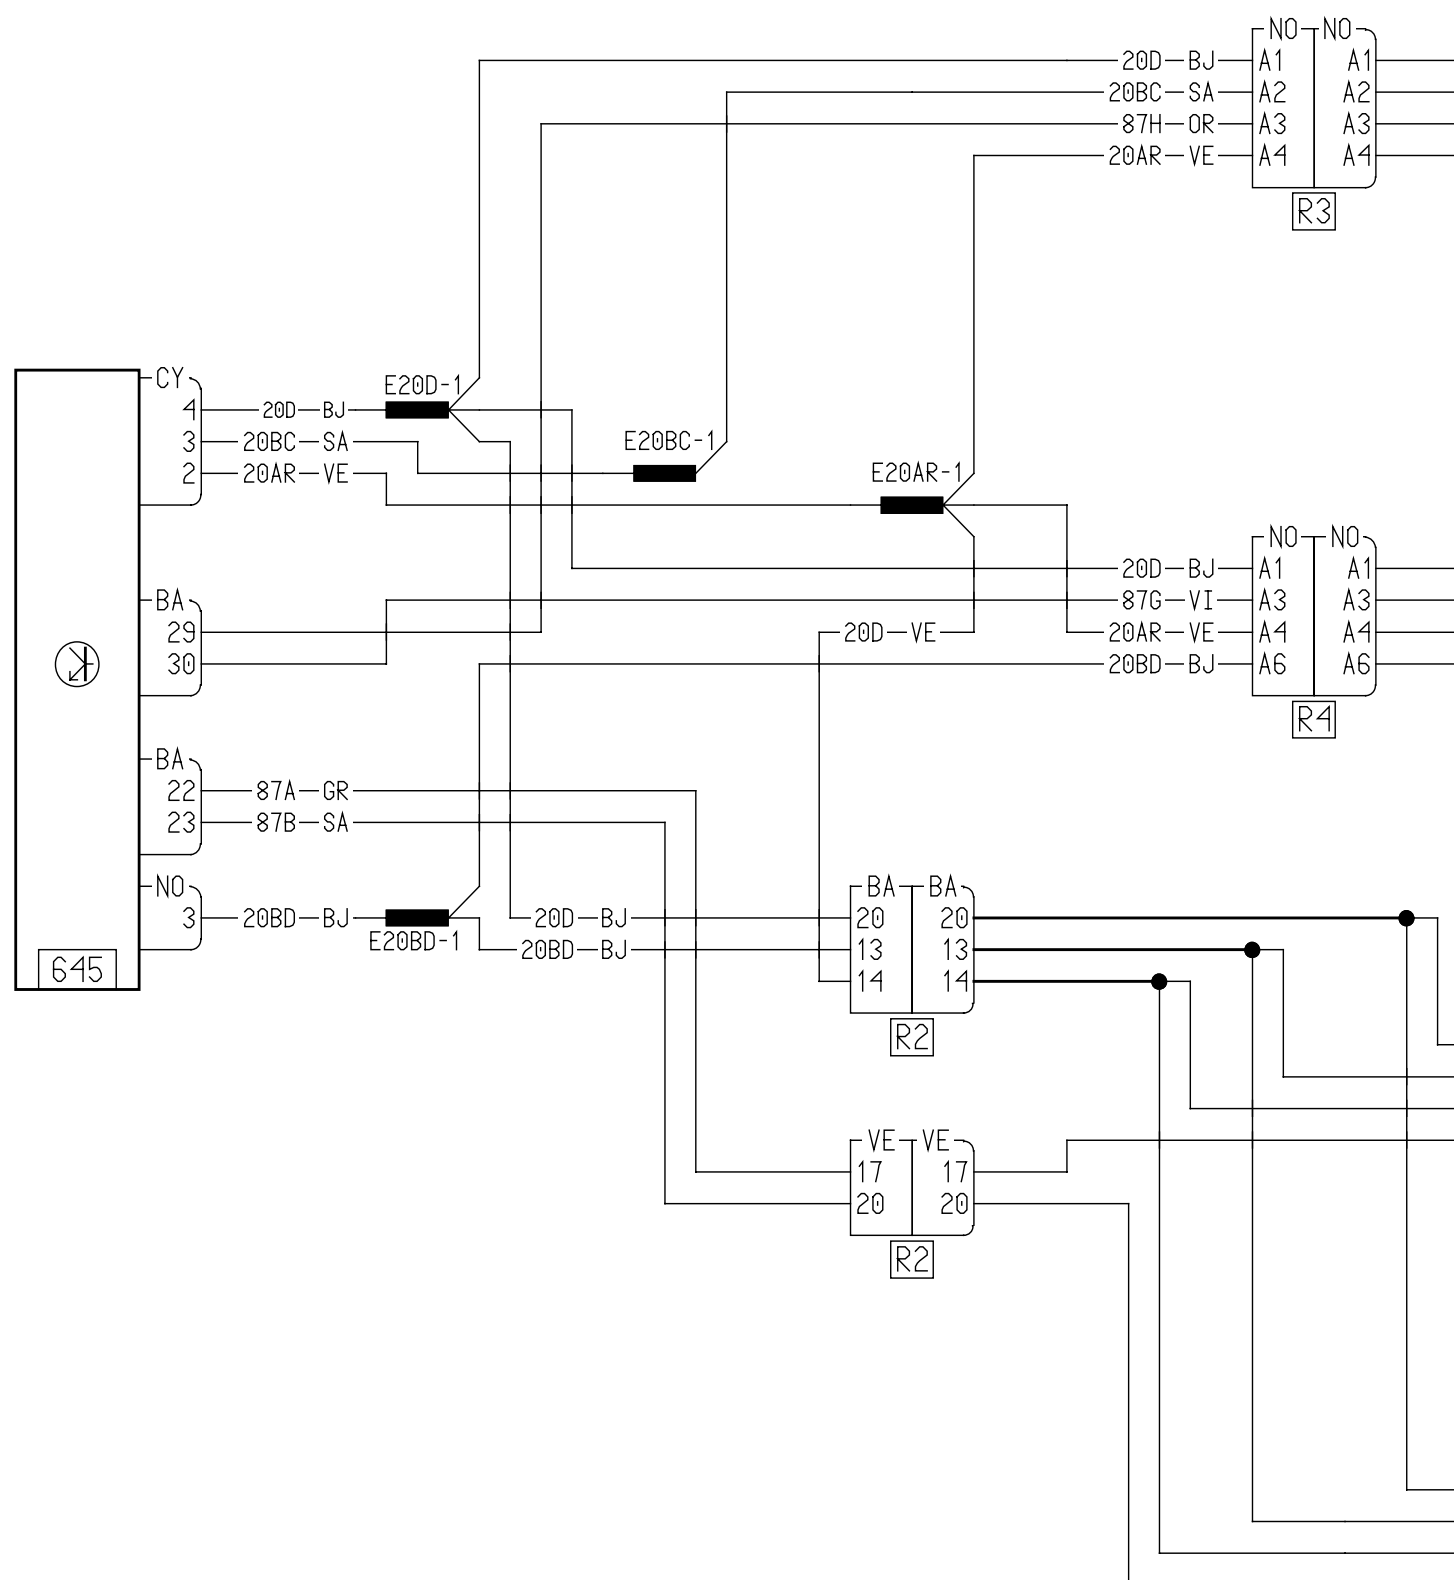 NO NO
20D BJ A1 A1
20BC SA A2 A2
87H OR A3 A3
20AR VE A4 A4
R3
CY
E20D-1
4 20D BJ
3 20BC SA
E20BC-1
2 20AR VE
E20AR-1
NO NO
20D BJ A1 A1
BA
87G VI A3 A3
29
20D VE
20AR VE A4 A4
30
20BD BJ A6 A6
R4
BA
22 87A GR
23 87B SA
NO
BA BA
3 20BD BJ
20D BJ 20 20
E20BD-1
20BD BJ 13 13
645
14 14
R2
VE VE
17 17
20 20
R2